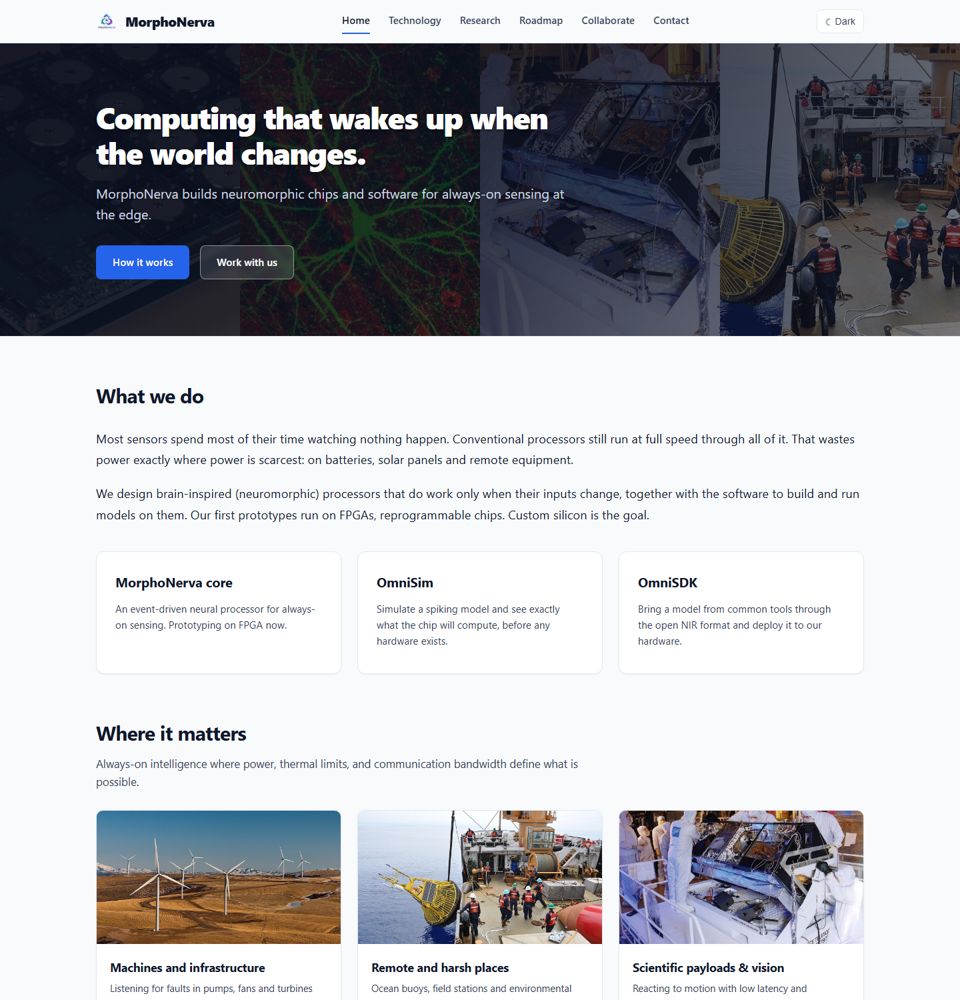 MorphoNerva
Home Technology Research Roadmap Collaborate Contact
Dark
Computing that wakes up when
the world changes.
MorphoNerva builds neuromorphic chips and software for always-on sensing at
the edge.
How it works Work with us
What we do
Most sensors spend most of their time watching nothing happen. Conventional processors still run at full speed through all of it. That wastes
power exactly where power is scarcest: on batteries, solar panels and remote equipment.
We design brain-inspired (neuromorphic) processors that do work only when their inputs change, together with the software to build and run
models on them. Our first prototypes run on FPGAs, reprogrammable chips. Custom silicon is the goal.
MorphoNerva core
An event-driven neural processor for always-
on sensing. Prototyping on FPGA now.
OmniSim
Simulate a spiking model and see exactly
what the chip will compute, before any
hardware exists.
OmniSDK
Bring a model from common tools through
the open NIR format and deploy it to our
hardware.
Where it matters
Always-on intelligence where power, thermal limits, and communication bandwidth define what is
possible.
Machines and infrastructure
Listening for faults in pumps, fans and turbines
Remote and harsh places
Ocean buoys, field stations and environmental
Scientific payloads & vision
Reacting to motion with low latency and